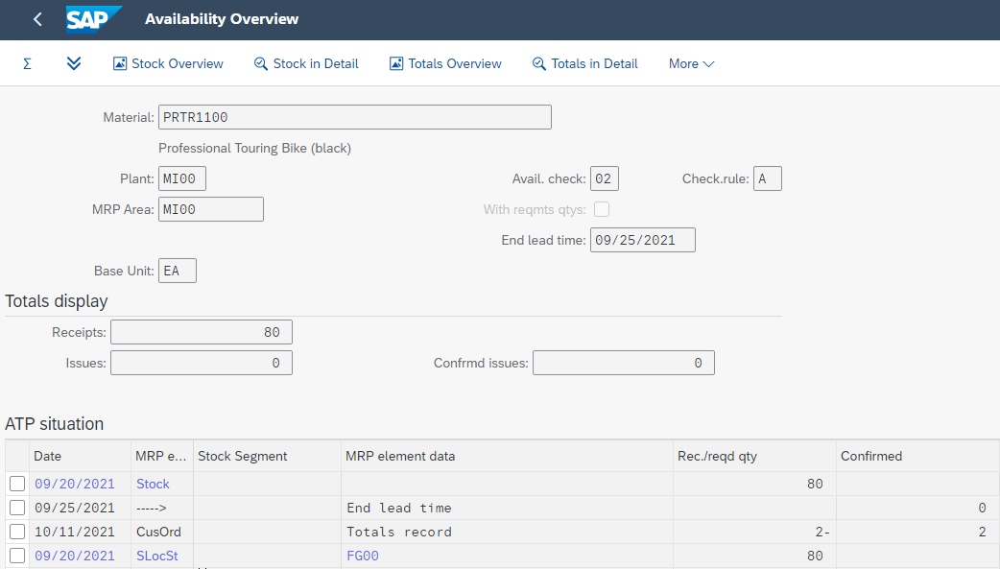 SAP Availability Overview
Σ Stock Overview Stock in Detail Totals Overview Totals in Detail More
Material: PRTR1100
Professional Touring Bike (black)
Plant: MI00 Avail. check: 02 Check.rule: A
MRP Area: MI00 With reqmts qtys:
End lead time: 09/25/2021
Base Unit: EA
Totals display
Receipts: 80
Issues: 0 Confrmd issues: 0
ATP situation
Date MRP e... Stock Segment MRP element data Rec./reqd qty Confirmed
09/20/2021 Stock 80
09/25/2021 -----> End lead time 0
10/11/2021 CusOrd Totals record 2- 2
09/20/2021 SLocSt FG00 80